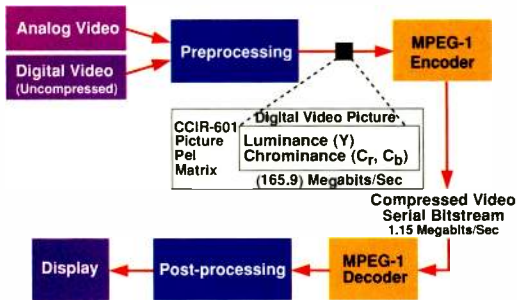 Analog Video
Digital Video
(Uncompressed)
Preprocessing
MPEG-1
Encoder
Digital Video Picture
CCIR-601
Picture
Pel
Matrix
Luminance (Y)
Chrominance (Cr, Cb)
(165.9) Megabits/Sec
Compressed Video
Serial Bitstream
1.15 Megabits/Sec
Display
Post-processing
MPEG-1
Decoder